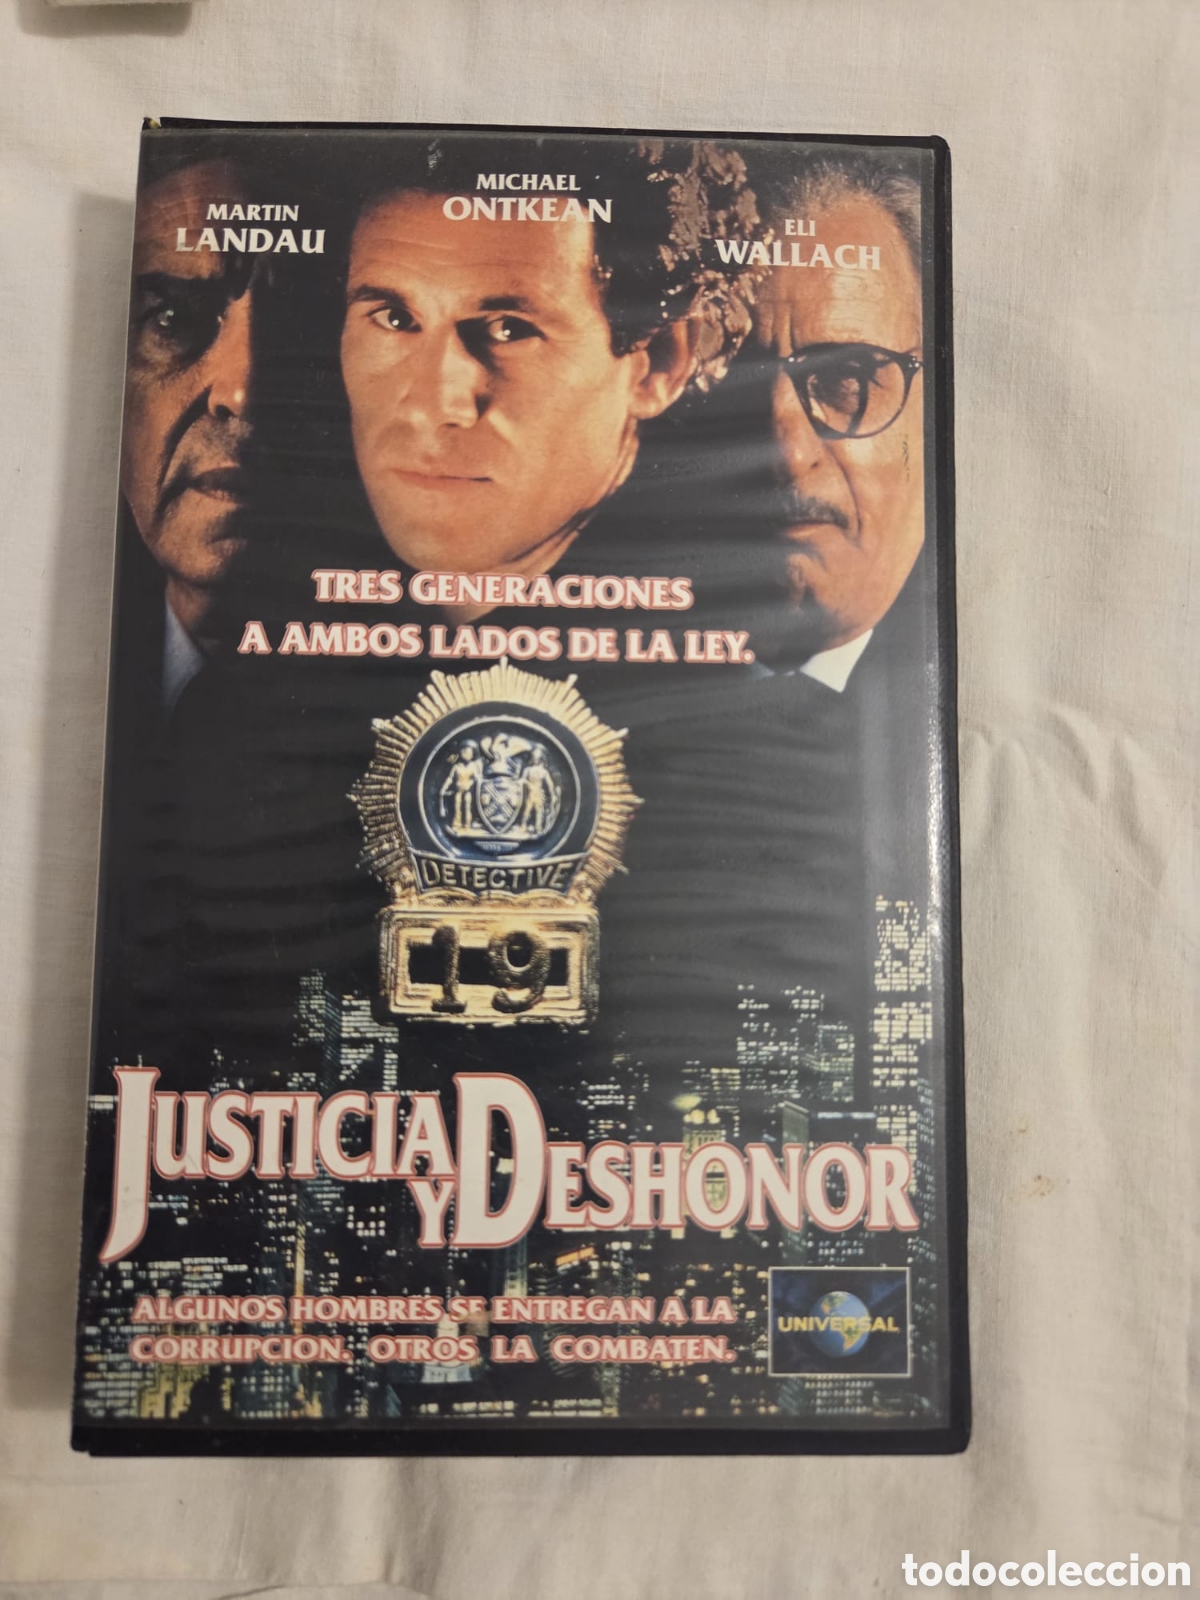 MICHAEL
ONTKEAN
MARTIN
LANDAU
ELI
WALLACH
TRES GENERACIONES
A AMBOS LADOS DE LA LEY.
DETECTIVE
19
JUSTICIA Y DESHONOR
ALGUNOS HOMBRES SE ENTREGAN A LA
CORRUPCION. OTROS LA COMBATEN.
UNIVERSAL
todocoleccion